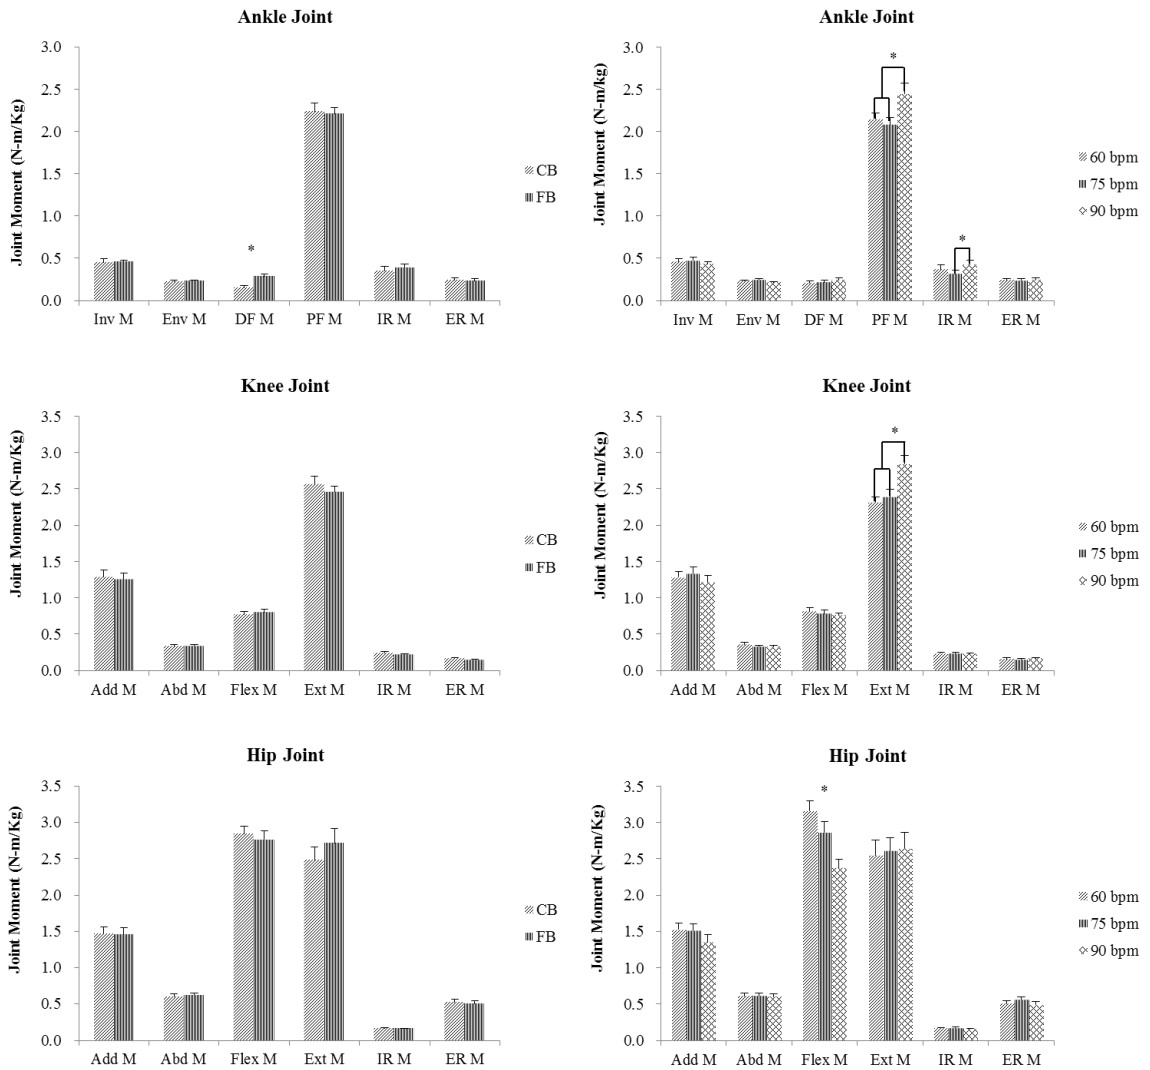 Ankle Joint
Joint Moment (N-m/Kg)
3.0
2.5
2.0
1.5
1.0
0.5
0.0
*
Inv M Env M DF M PF M IR M ER M
CB
FB
Ankle Joint
Joint Moment (N-m/kg)
3.0
2.5
2.0
1.5
1.0
0.5
0.0
*
*
Inv M Env M DF M PF M IR M ER M
60 bpm
75 bpm
90 bpm
Knee Joint
Joint Moment (N-m/Kg)
3.5
3.0
2.5
2.0
1.5
1.0
0.5
0.0
Add M Abd M Flex M Ext M IR M ER M
CB
FB
Knee Joint
Joint Moment (N-m/Kg)
3.5
3.0
2.5
2.0
1.5
1.0
0.5
0.0
*
Add M Abd M Flex M Ext M IR M ER M
60 bpm
75 bpm
90 bpm
Hip Joint
Joint Moment (N-m/Kg)
3.5
3.0
2.5
2.0
1.5
1.0
0.5
0.0
Add M Abd M Flex M Ext M IR M ER M
CB
FB
Hip Joint
Joint Moment (N-m/Kg)
3.5
3.0
2.5
2.0
1.5
1.0
0.5
0.0
*
Add M Abd M Flex M Ext M IR M ER M
60 bpm
75 bpm
90 bpm